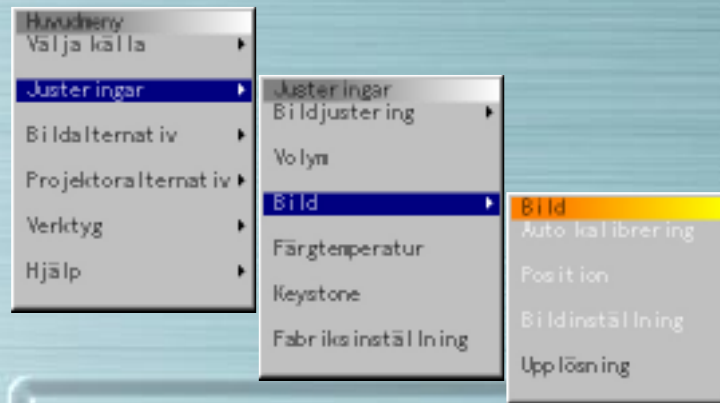 Huvudmeny
Välja källa
Justeringar
Bildalternativ
Projektoralternativ
Verktyg
Hjälp
Justeringar
Bildjustering
Volym
Bild
Färgtemperatur
Keystone
Fabriksinställning
Bild
Auto kalibrering
Position
Bildinställning
Upplösning